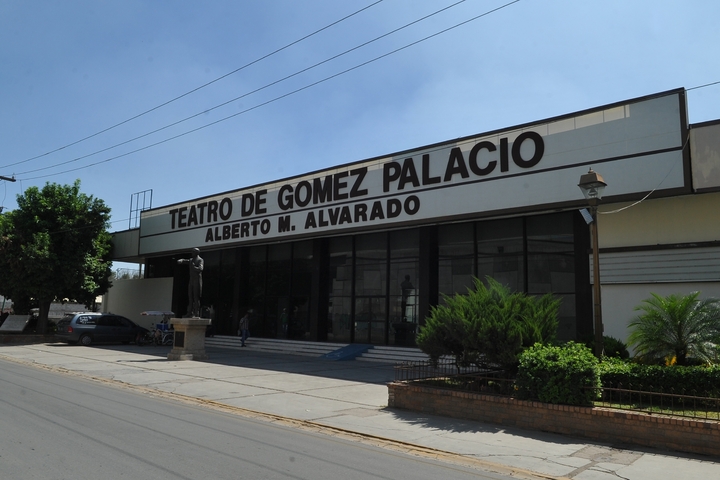 TEATRO DE GOMEZ PALACIO
ALBERTO M. ALVARADO